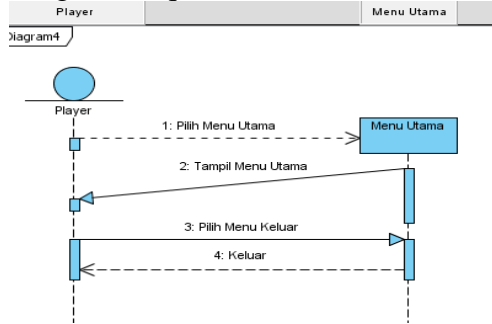 Player
Menu Utama
Diagram4
Player
1: Pilih Menu Utama
Menu Utama
2: Tampil Menu Utama
3: Pilih Menu Keluar
4: Keluar